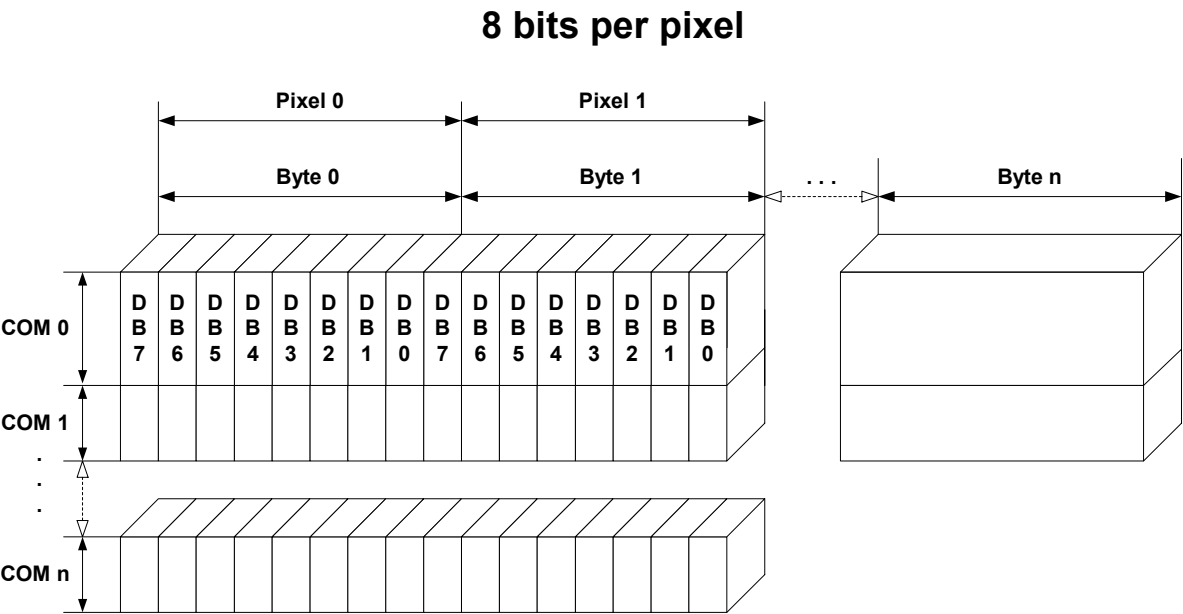 8 bits per pixel
Pixel 0 Pixel 1
Byte 0 Byte 1 . . . Byte n
COM 0
D D D D D D D D D D D D D D D D
B B B B B B B B B B B B B B B B
7 6 5 4 3 2 1 0 7 6 5 4 3 2 1 0
COM 1
.
.
.
COM n